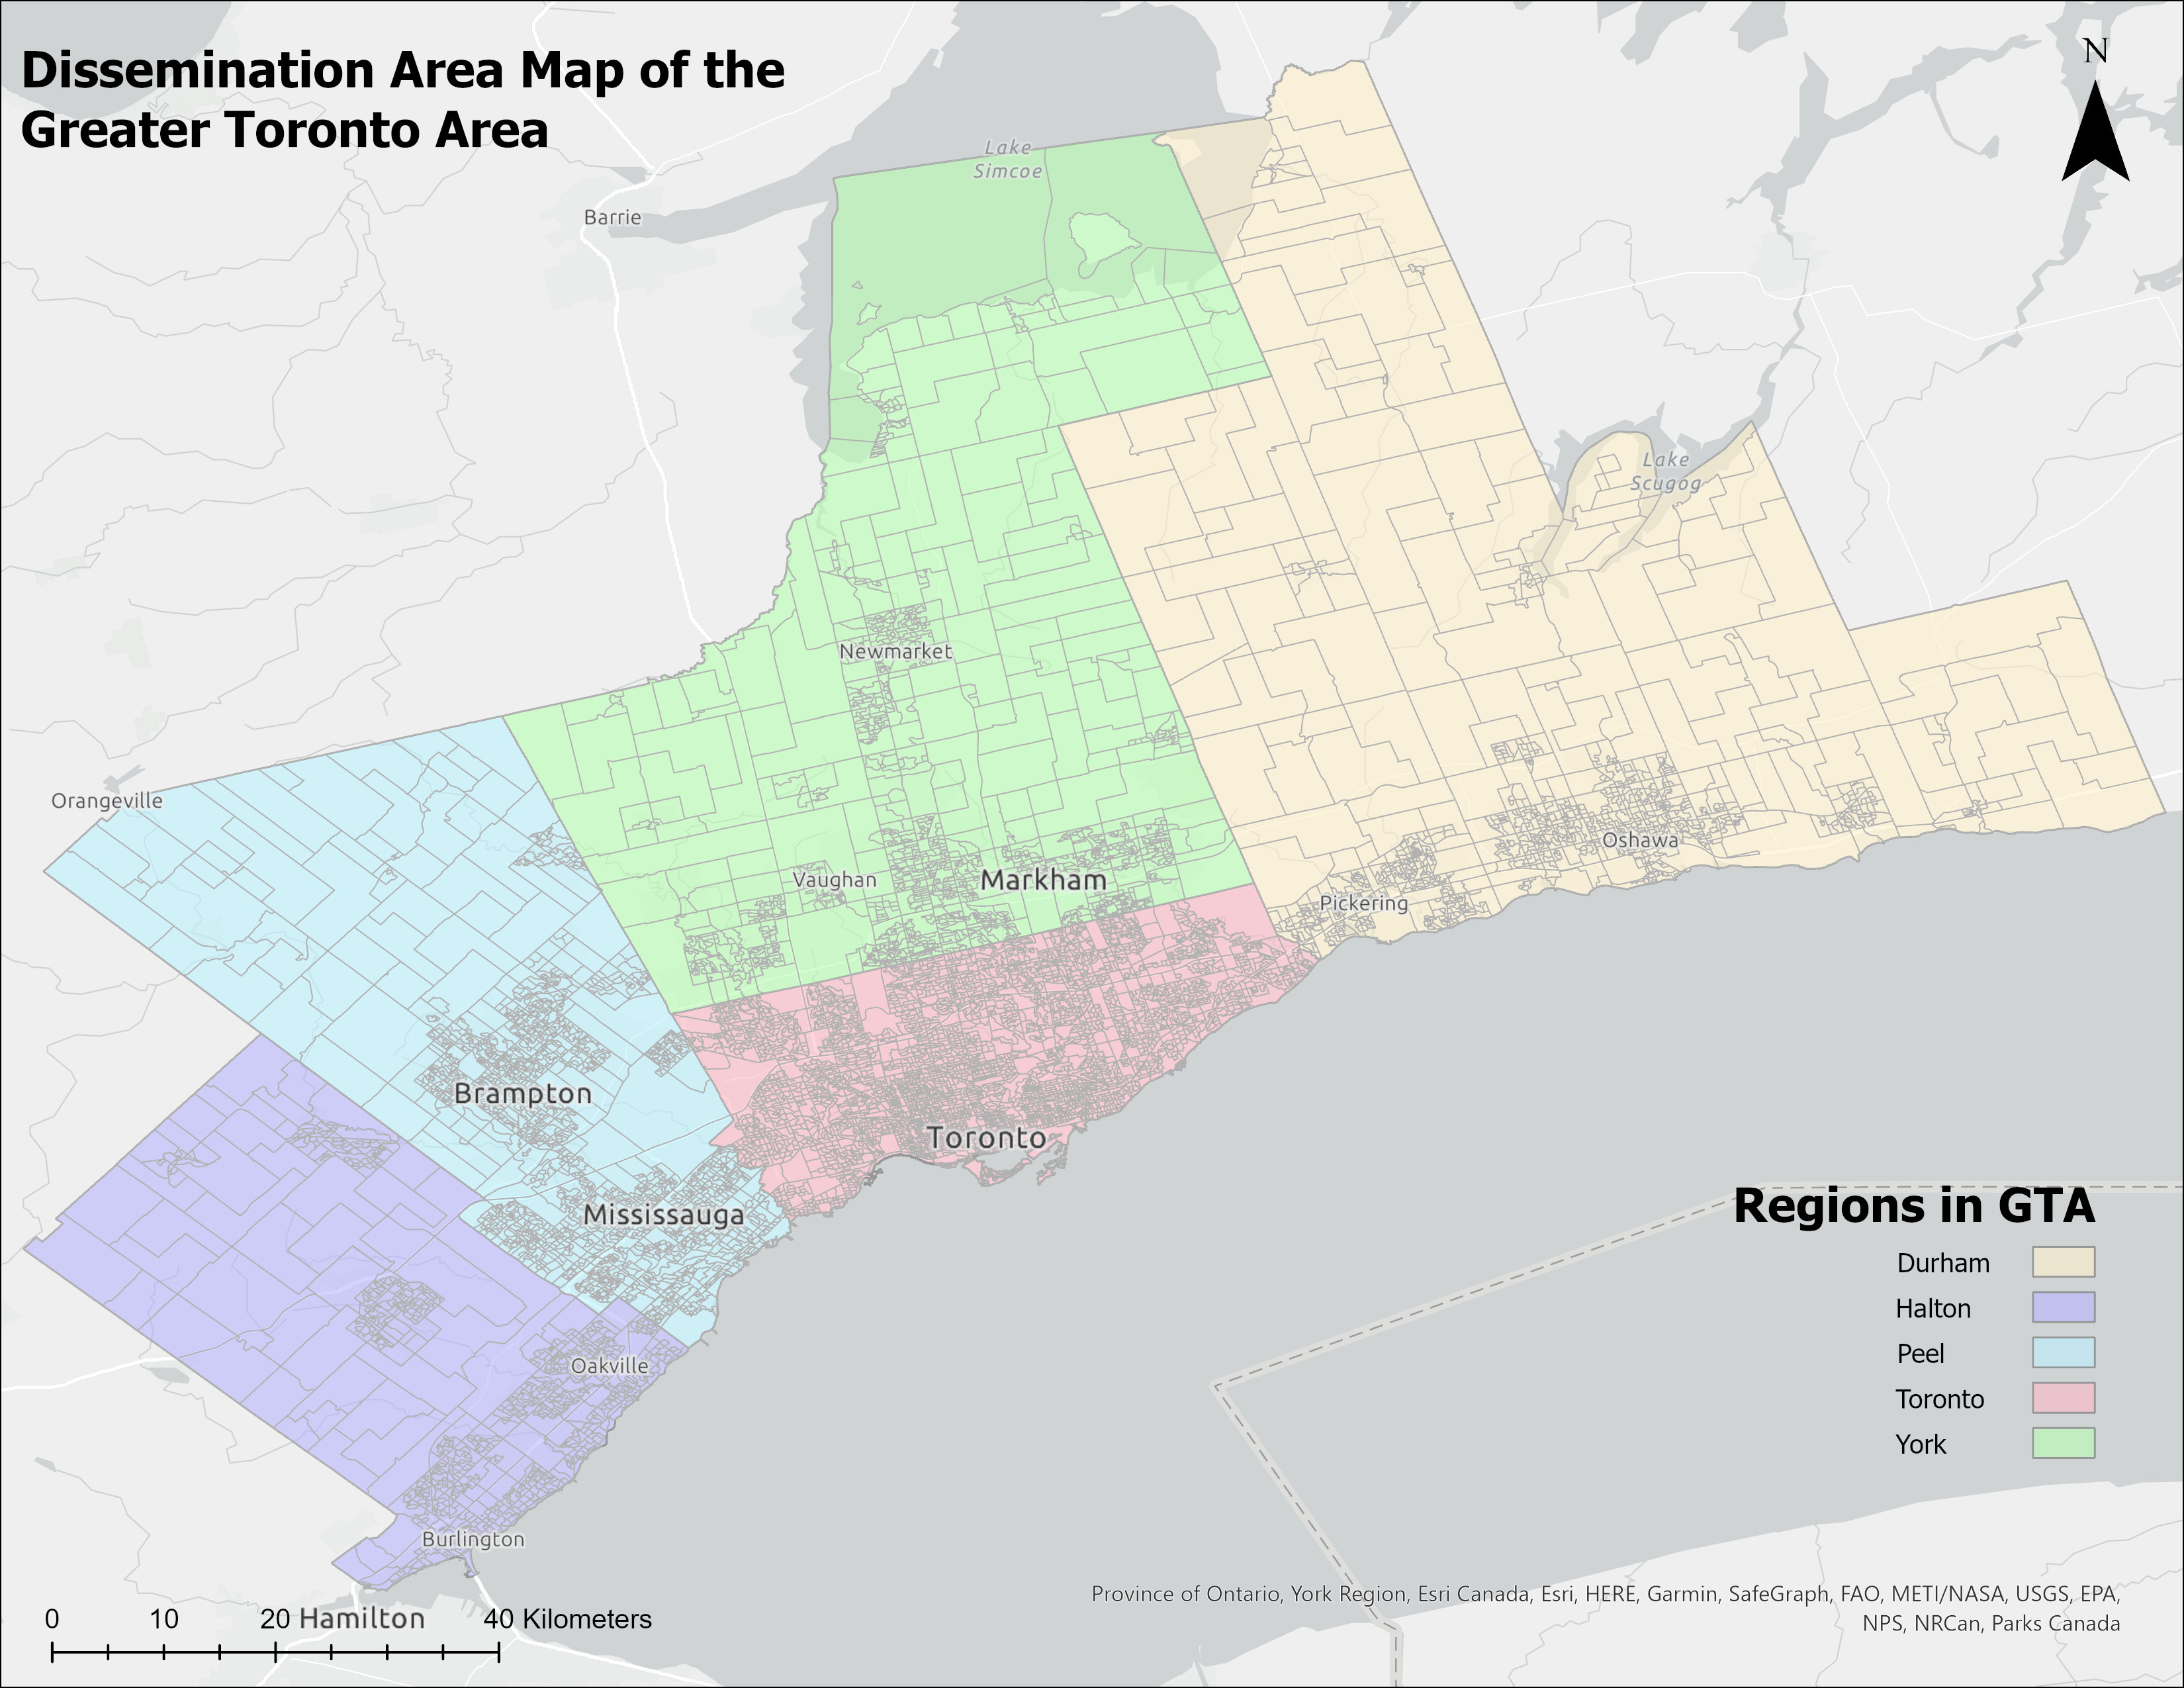 Dissemination Area Map of the
Greater Toronto Area
N
Lake
Simcoe
Barrie
Lake
Scugog
Newmarket
Orangeville
Oshawa
Vaughan
Markham
Pickering
Brampton
Toronto
Mississauga
Regions in GTA
Durham
Halton
Peel
Toronto
York
Oakville
Burlington
Province of Ontario, York Region, Esri Canada, Esri, HERE, Garmin, SafeGraph, FAO, METI/NASA, USGS, EPA,
NPS, NRCan, Parks Canada
Hamilton
0 10 20 40 Kilometers